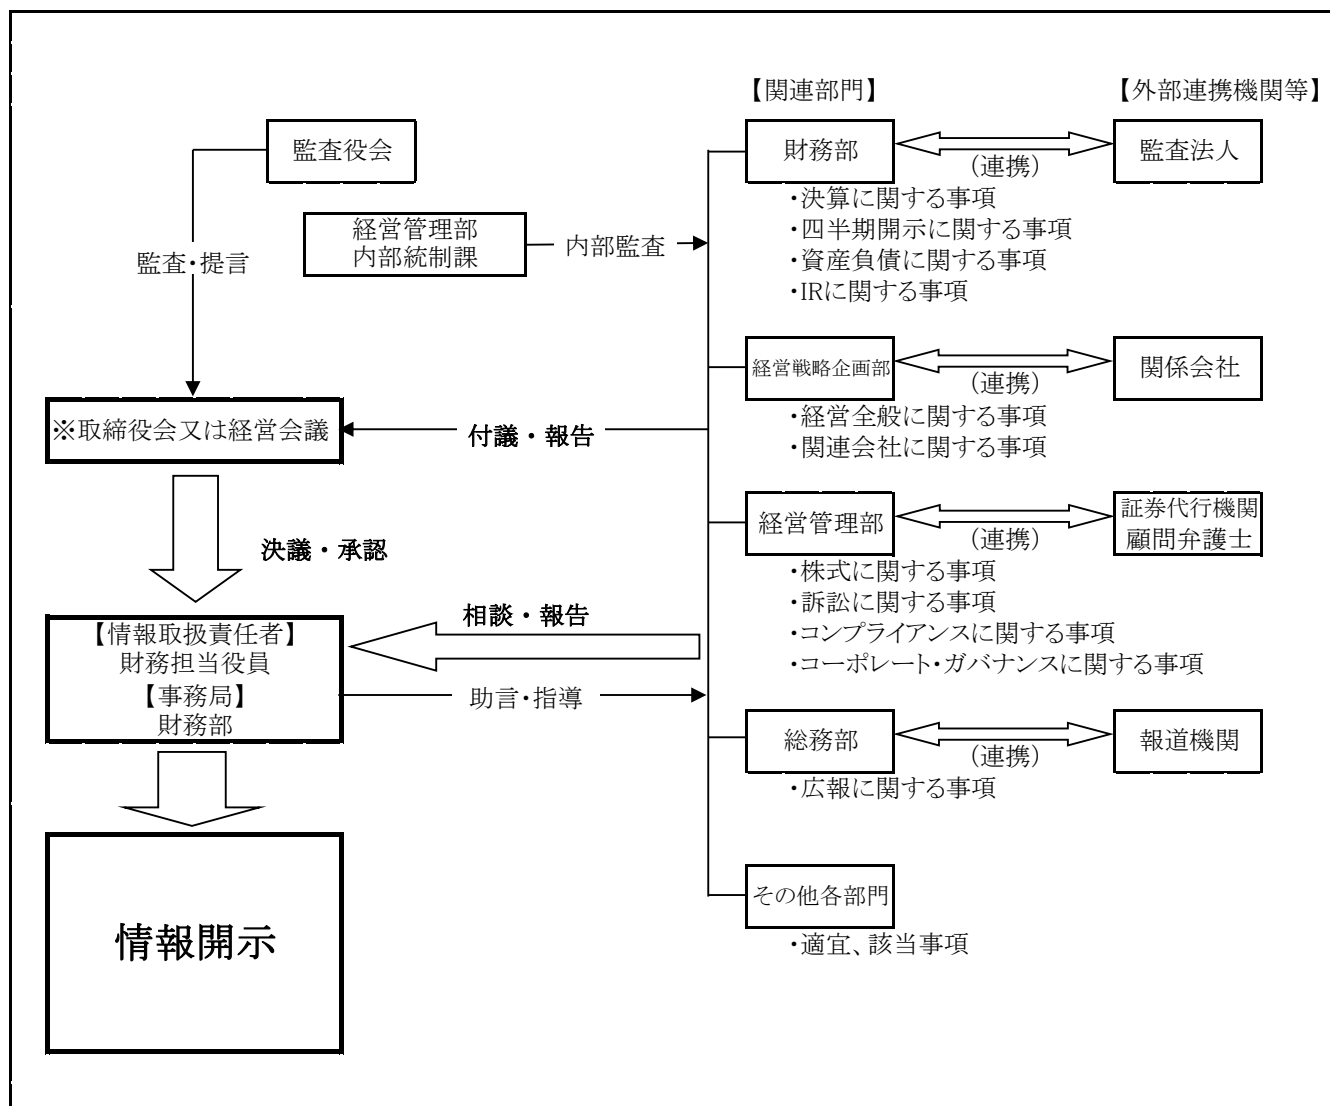 【関連部門】
【外部連携機関等】
監査役会
財務部
(連携)
監査法人
・決算に関する事項
・四半期開示に関する事項
・資産負債に関する事項
・IRに関する事項
経営管理部
内部統制課
内部監査
監査・提言
経営戦略企画部
(連携)
関係会社
・経営全般に関する事項
・関連会社に関する事項
※取締役会又は経営会議
付議・報告
経営管理部
(連携)
証券代行機関
顧問弁護士
・株式に関する事項
・訴訟に関する事項
・コンプライアンスに関する事項
・コーポレート・ガバナンスに関する事項
決議・承認
相談・報告
【情報取扱責任者】
財務担当役員
【事務局】
財務部
助言・指導
総務部
(連携)
報道機関
・広報に関する事項
その他各部門
・適宜、該当事項
情報開示